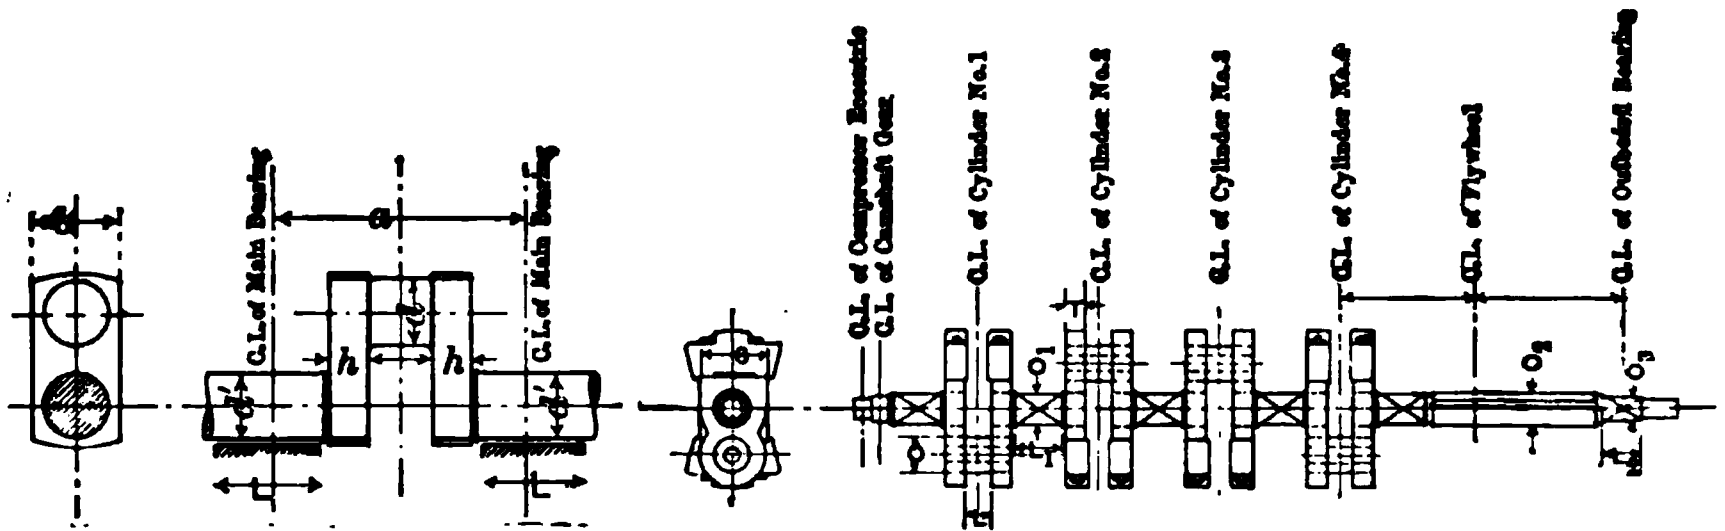 b
C.L. of Main Bearing
a
C.L. of Main Bearing
d
h
h
d'
d'
L'
L'
C.L. of Compressor Eccentric
C.L. of Camshaft Gear
C.L. of Cylinder No.1
C.L. of Cylinder No.2
C.L. of Cylinder No.3
C.L. of Cylinder No.4
C.L. of Flywheel
C.L. of Outboard Bearing
O
L
O1
T
L1
O2
O3